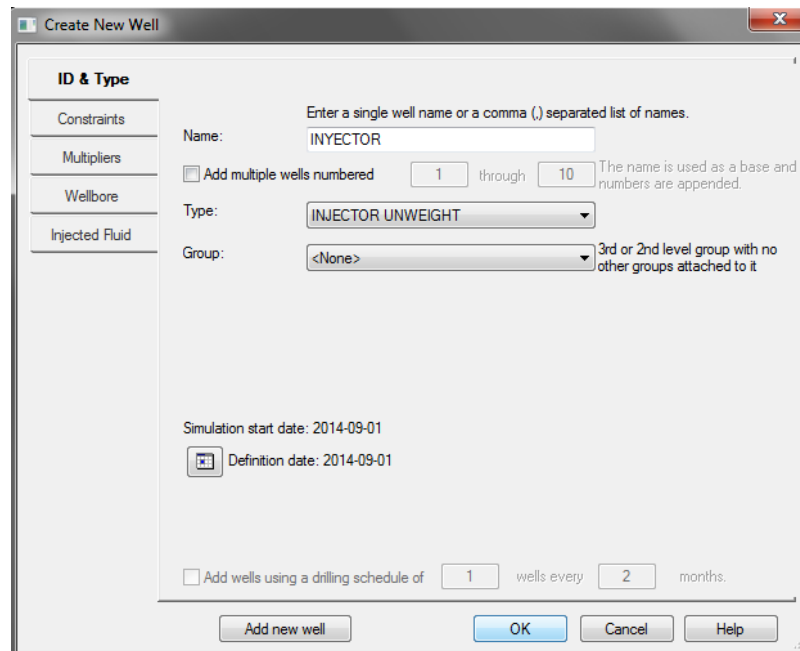 Create New Well
ID & Type
Constraints
Multipliers
Wellbore
Injected Fluid
Enter a single well name or a comma (,) separated list of names.
Name: INYECTOR
Add multiple wells numbered 1 through 10 The name is used as a base and
numbers are appended.
Type: INJECTOR UNWEIGHT
Group: <None> 3rd or 2nd level group with no
other groups attached to it
Simulation start date: 2014-09-01
Definition date: 2014-09-01
Add wells using a drilling schedule of 1 wells every 2 months.
Add new well OK Cancel Help